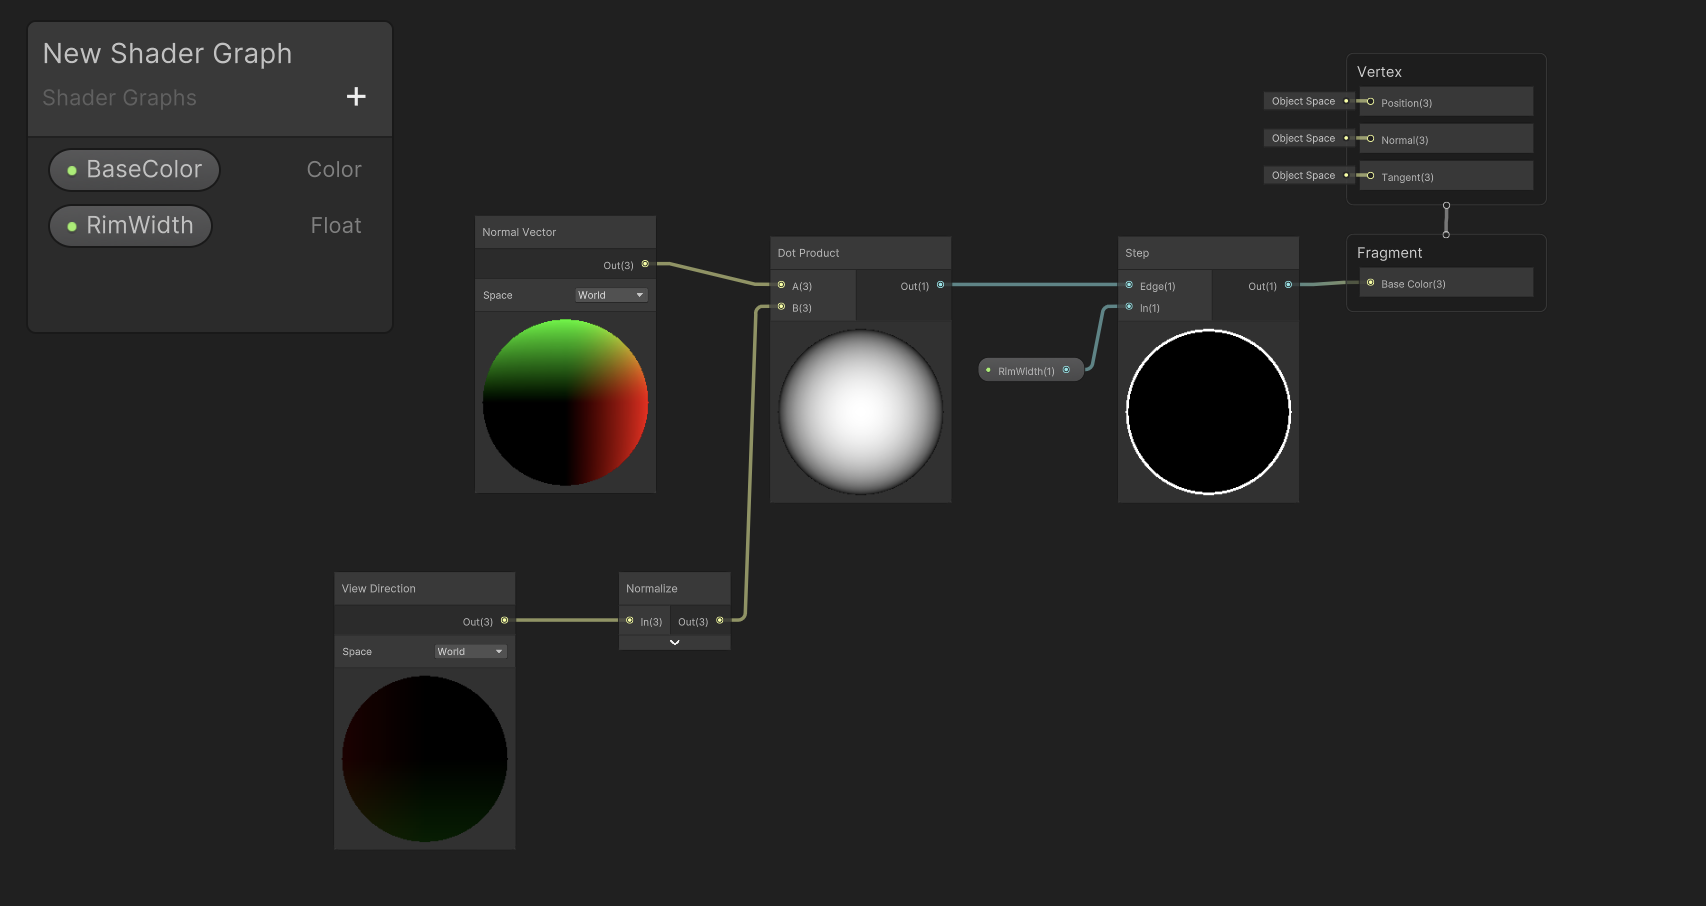 New Shader Graph
Shader Graphs
+
BaseColor Color
RimWidth Float
Normal Vector
Out(3)
Space World
View Direction
Out(3)
Space World
Normalize
In(3) Out(3)
Dot Product
A(3) Out(1)
B(3)
RimWidth(1)
Step
Edge(1) Out(1)
In(1)
Vertex
Object Space Position(3)
Object Space Normal(3)
Object Space Tangent(3)
Fragment
Base Color(3)